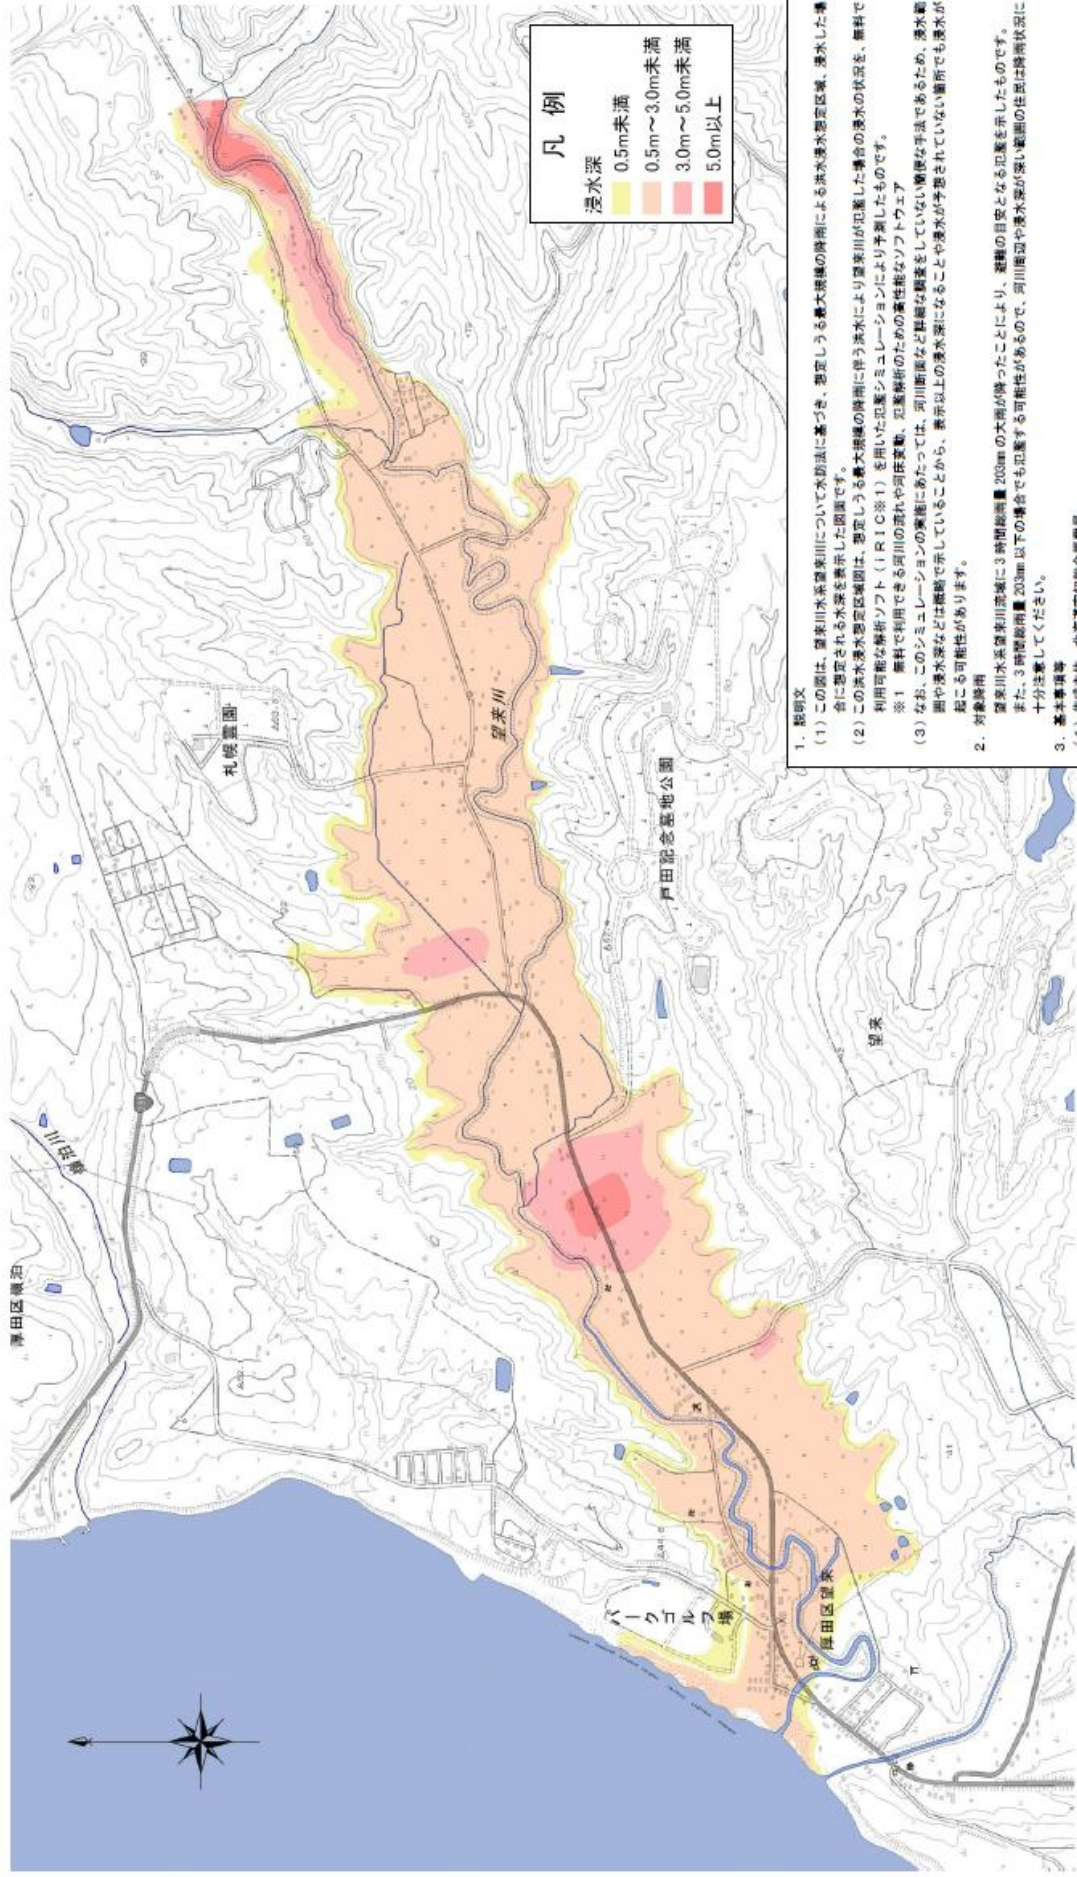 厚田区嶺泊
嶺泊川
札幌霊園
望来川
戸田記念墓地公園
望来
パークゴルフ場
厚田区望来
凡 例
浸水深
0.5m未満
0.5m～3.0m未満
3.0m～5.0m未満
5.0m以上
1. 説明文
(1) この図は、望来川水系望来川について水防法に基づき、想定しうる最大規模の降雨による洪水浸水想定区域、浸水した場
合に想定される水深を表示した図面です。
(2) この洪水浸水想定区域図は、想定しうる最大規模の降雨に伴う洪水により望来川が氾濫した場合の浸水の状況を、無料で
利用可能な解析ソフト（iRIC※1）を用いた氾濫シミュレーションにより予測したものです。
※1 無料で利用できる河川の流れや河床変動、氾濫解析のための高性能なソフトウェア
(3) なお、このシミュレーションの実施にあたっては、河川断面など詳細な調査をしていない簡便な手法であるため、浸水範
囲や浸水深などは概略で示していることから、表示以上の浸水深になることや浸水が予想されていない箇所でも浸水が
起こる可能性があります。
2. 対象降雨
望来川水系望来川流域に3時間総雨量 203mm の大雨が降ったことにより、避難の目安となる氾濫を示したものです。
また、3時間総雨量 203mm 以下の場合でも氾濫する可能性があるので、河川周辺や浸水深が深い範囲の住民は降雨状況に
十分注意してください。
3. 基本事項等